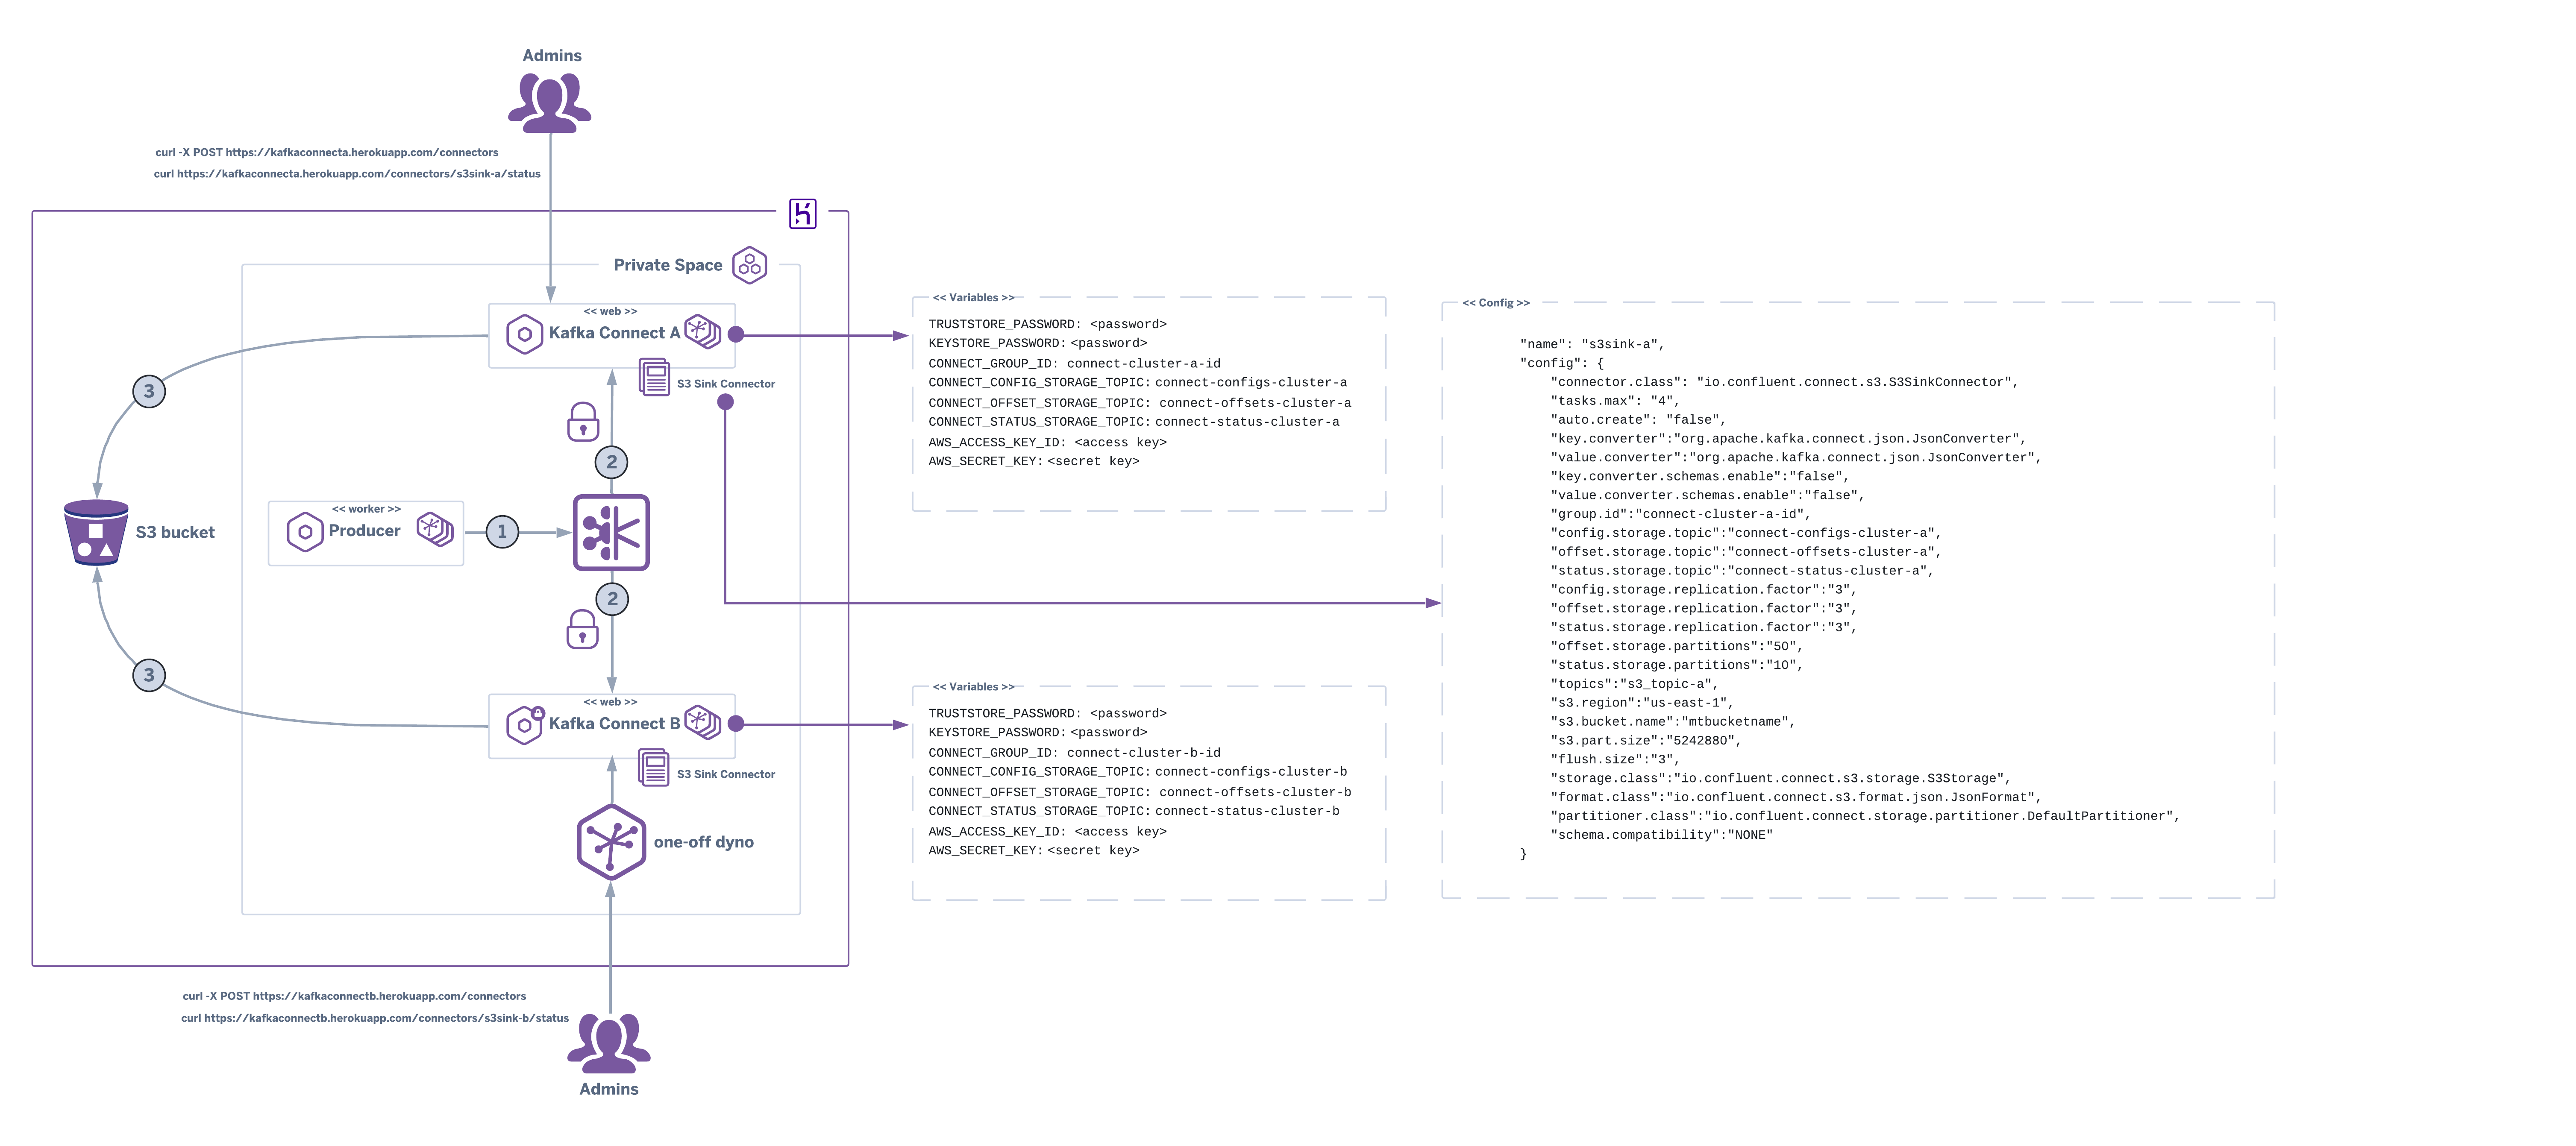 Admins
curl -X POST https://kafkaconnecta.herokuapp.com/connectors
curl https://kafkaconnecta.herokuapp.com/connectors/s3sink-a/status
Private Space
<< web >>
Kafka Connect A
S3 Sink Connector
3
2
S3 bucket
<< worker >>
Producer
1
2
3
<< web >>
Kafka Connect B
S3 Sink Connector
one-off dyno
curl -X POST https://kafkaconnectb.herokuapp.com/connectors
curl https://kafkaconnectb.herokuapp.com/connectors/s3sink-b/status
Admins
<< Variables >>
TRUSTSTORE_PASSWORD: <password>
KEYSTORE_PASSWORD: <password>
CONNECT_GROUP_ID: connect-cluster-a-id
CONNECT_CONFIG_STORAGE_TOPIC: connect-configs-cluster-a
CONNECT_OFFSET_STORAGE_TOPIC: connect-offsets-cluster-a
CONNECT_STATUS_STORAGE_TOPIC: connect-status-cluster-a
AWS_ACCESS_KEY_ID: <access key>
AWS_SECRET_KEY: <secret key>
<< Variables >>
TRUSTSTORE_PASSWORD: <password>
KEYSTORE_PASSWORD: <password>
CONNECT_GROUP_ID: connect-cluster-b-id
CONNECT_CONFIG_STORAGE_TOPIC: connect-configs-cluster-b
CONNECT_OFFSET_STORAGE_TOPIC: connect-offsets-cluster-b
CONNECT_STATUS_STORAGE_TOPIC: connect-status-cluster-b
AWS_ACCESS_KEY_ID: <access key>
AWS_SECRET_KEY: <secret key>
<< Config >>
"name": "s3sink-a",
"config": {
"connector.class": "io.confluent.connect.s3.S3SinkConnector",
"tasks.max": "4",
"auto.create": "false",
"key.converter":"org.apache.kafka.connect.json.JsonConverter",
"value.converter":"org.apache.kafka.connect.json.JsonConverter",
"key.converter.schemas.enable":"false",
"value.converter.schemas.enable":"false",
"group.id":"connect-cluster-a-id",
"config.storage.topic":"connect-configs-cluster-a",
"offset.storage.topic":"connect-offsets-cluster-a",
"status.storage.topic":"connect-status-cluster-a",
"config.storage.replication.factor":"3",
"offset.storage.replication.factor":"3",
"status.storage.replication.factor":"3",
"offset.storage.partitions":"50",
"status.storage.partitions":"10",
"topics":"s3_topic-a",
"s3.region":"us-east-1",
"s3.bucket.name":"mtbucketname",
"s3.part.size":"5242880",
"flush.size":"3",
"storage.class":"io.confluent.connect.s3.storage.S3Storage",
"format.class":"io.confluent.connect.s3.format.json.JsonFormat",
"partitioner.class":"io.confluent.connect.storage.partitioner.DefaultPartitioner",
"schema.compatibility":"NONE"
}